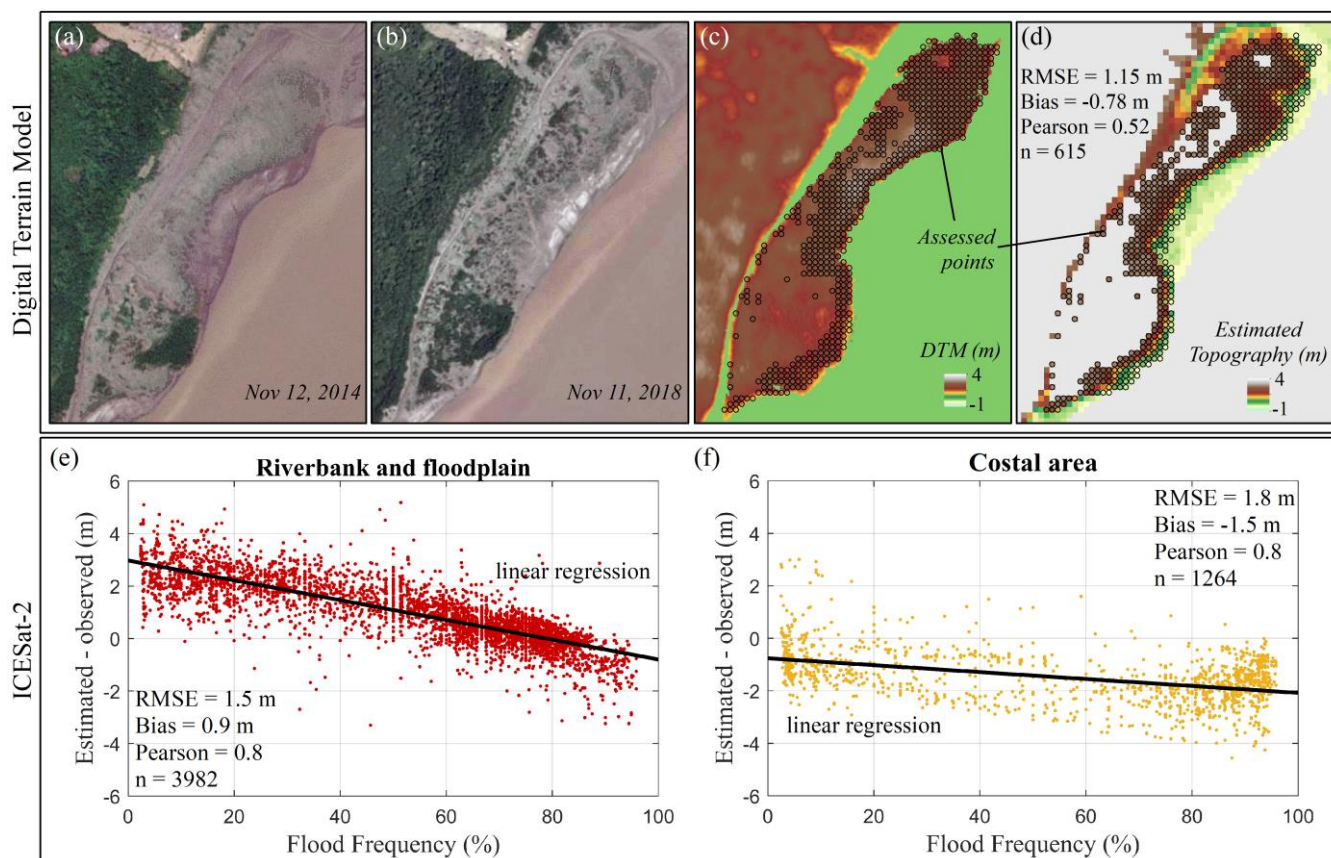 Digital Terrain Model
(a)
Nov 12, 2014
(b)
Nov 11, 2018
(c)
Assessed
points
DTM (m)
4
-1
(d)
RMSE = 1.15 m
Bias = -0.78 m
Pearson = 0.52
n = 615
Estimated
Topography (m)
4
-1
ICESat-2
(e)
Riverbank and floodplain
Estimated - observed (m)
6
4
2
0
-2
-4
-6
linear regression
RMSE = 1.5 m
Bias = 0.9 m
Pearson = 0.8
n = 3982
0 20 40 60 80 100
Flood Frequency (%)
(f)
Costal area
Estimated - observed (m)
6
4
2
0
-2
-4
-6
RMSE = 1.8 m
Bias = -1.5 m
Pearson = 0.8
n = 1264
linear regression
0 20 40 60 80 100
Flood Frequency (%)